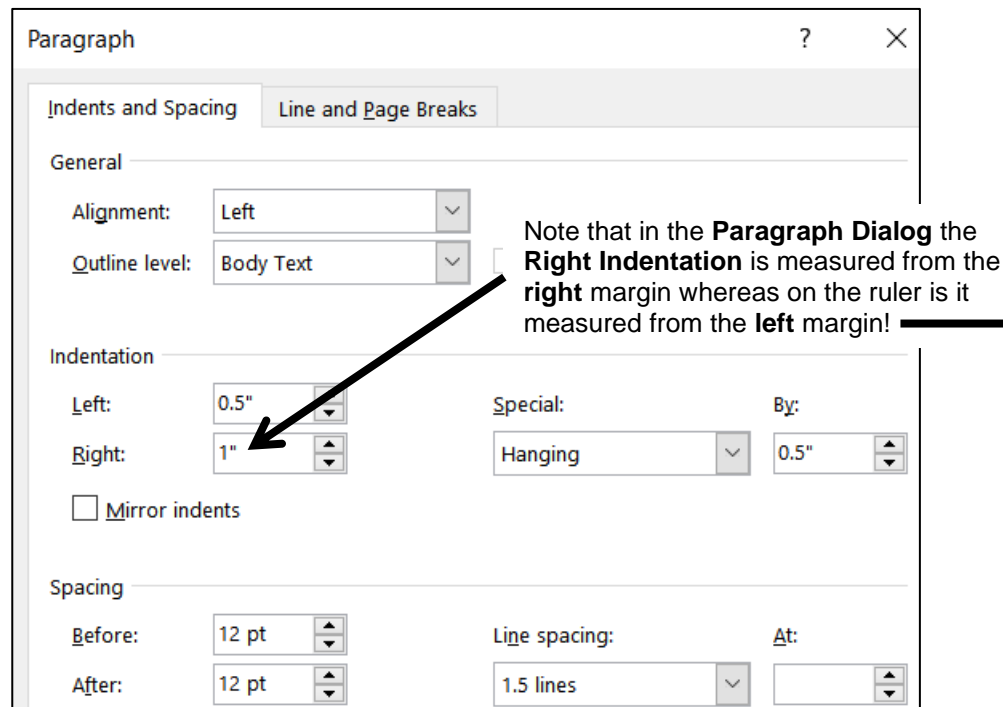 Paragraph ? ×
Indents and Spacing Line and Page Breaks
General
Alignment: Left
Outline level: Body Text
Note that in the Paragraph Dialog the
Right Indentation is measured from the
right margin whereas on the ruler is it
measured from the left margin!
Indentation
Left: 0.5" Special: By:
Right: 1" Hanging 0.5"
Mirror indents
Spacing
Before: 12 pt Line spacing: At:
After: 12 pt 1.5 lines